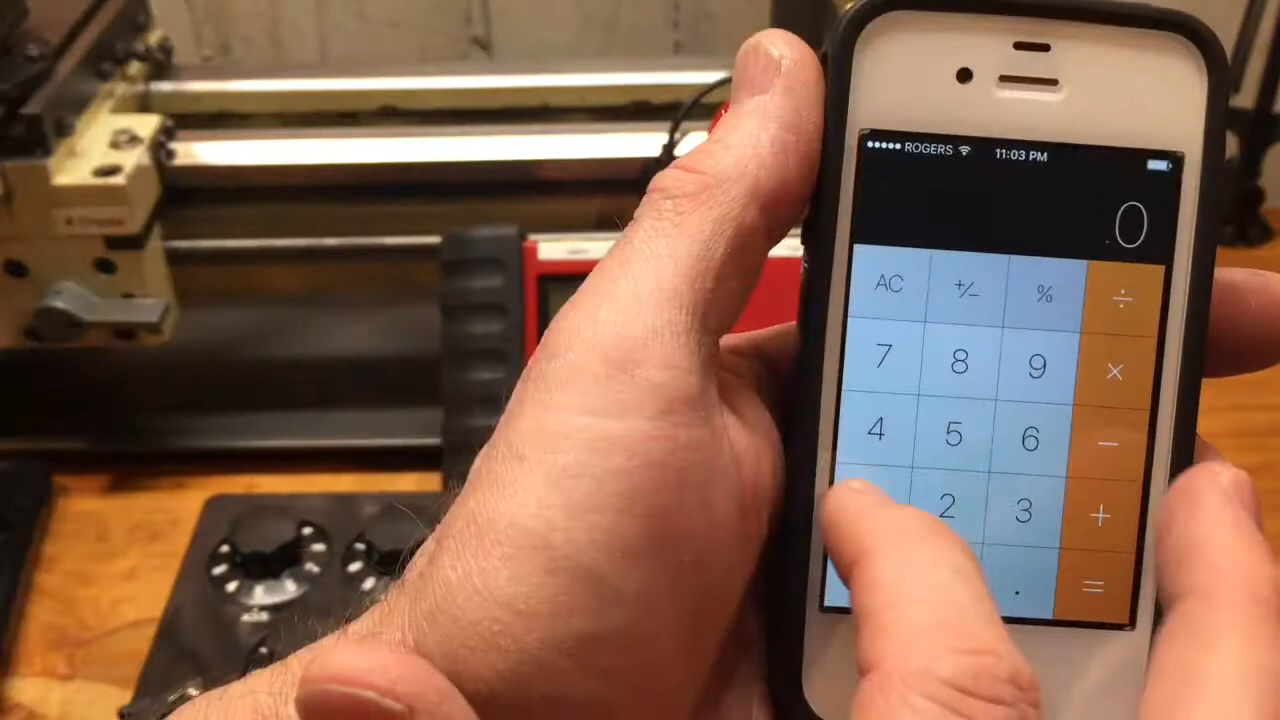 ROGERS 11:03 PM
0
AC +/- % ÷
7 8 9 ×
4 5 6 −
2 3 +
. =